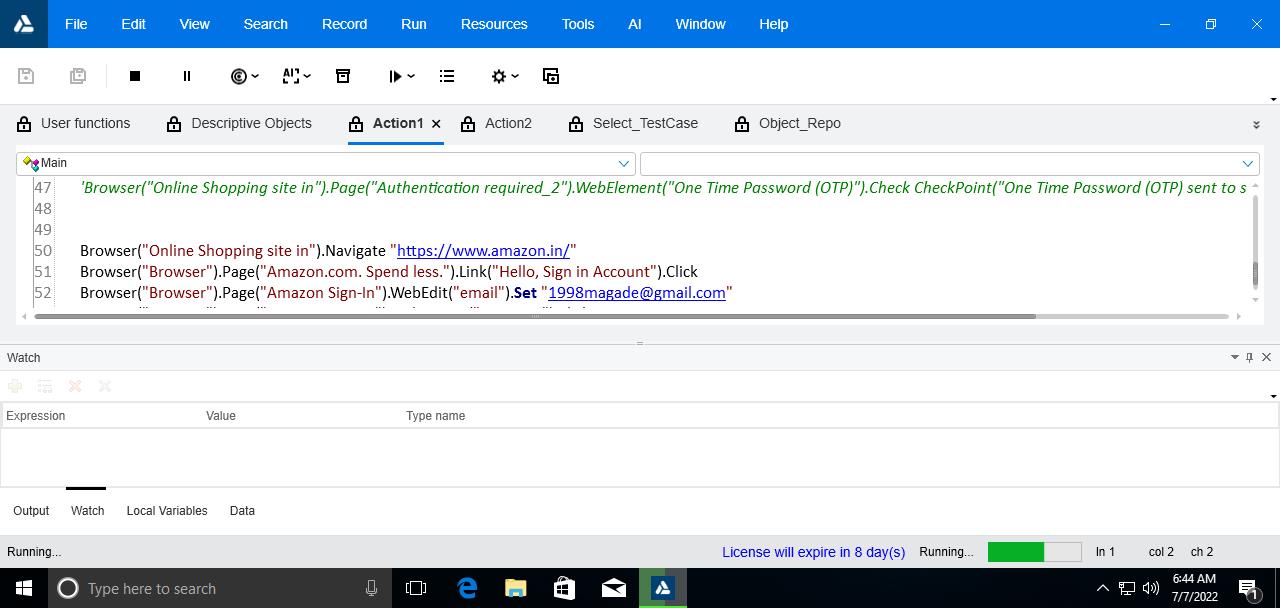 File Edit View Search Record Run Resources Tools AI Window Help
User functions Descriptive Objects Action1 Action2 Select_TestCase Object_Repo
Main
47 'Browser("Online Shopping site in").Page("Authentication required_2").WebElement("One Time Password (OTP)").Check CheckPoint("One Time Password (OTP) sent to s
48
49
50 Browser("Online Shopping site in").Navigate "https://www.amazon.in/"
51 Browser("Browser").Page("Amazon.com. Spend less.").Link("Hello, Sign in Account").Click
52 Browser("Browser").Page("Amazon Sign-In").WebEdit("email").Set "1998magade@gmail.com"
Watch
Expression Value Type name
Output Watch Local Variables Data
Running... License will expire in 8 day(s) Running... ln 1 col 2 ch 2
Type here to search
6:44 AM
7/7/2022
1